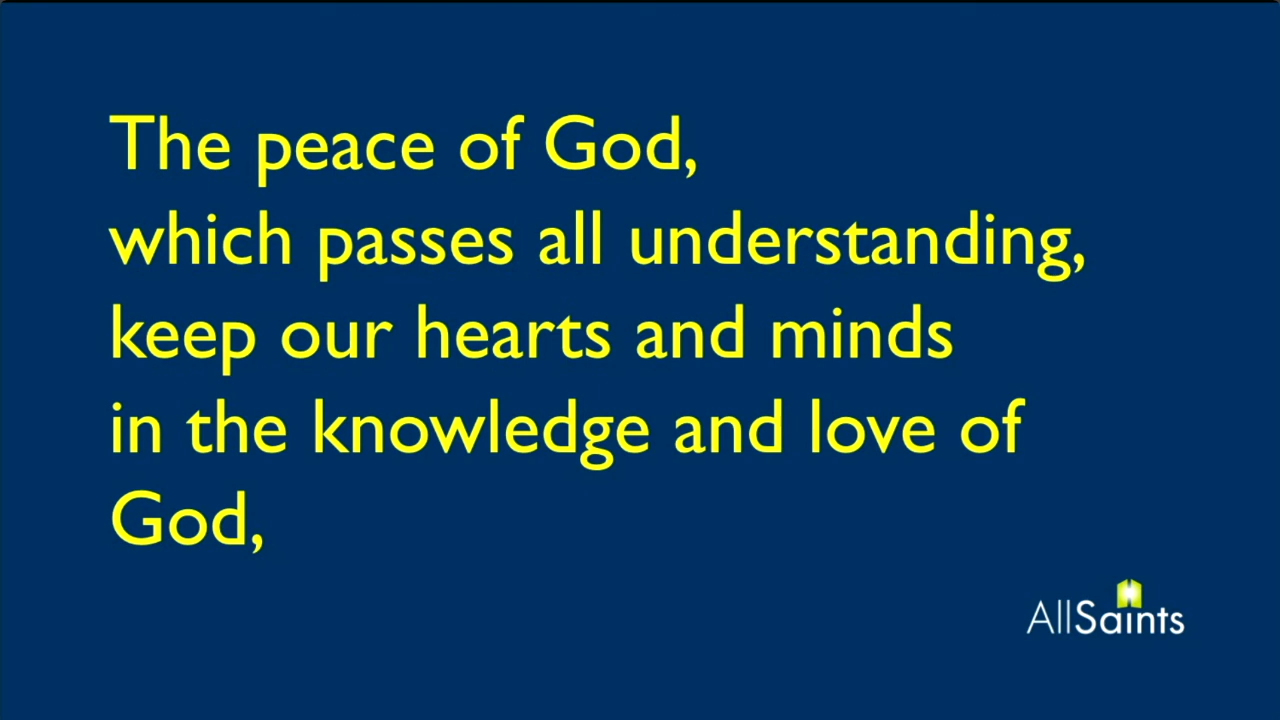 The peace of God,
which passes all understanding,
keep our hearts and minds
in the knowledge and love of
God,
AllSaints